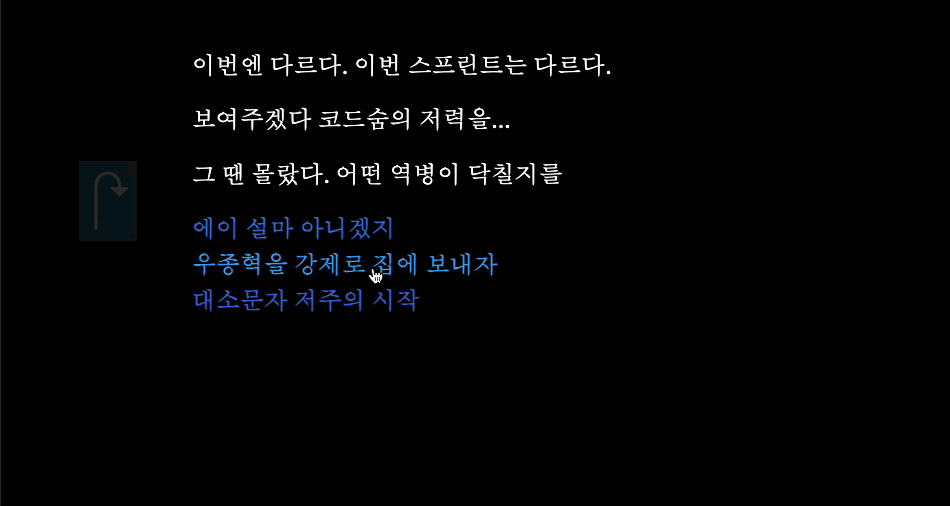 이번엔 다르다. 이번 스프린트는 다르다.
보여주겠다 코드숨의 저력을...
그 땐 몰랐다. 어떤 역병이 닥칠지를
에이 설마 아니겠지
우종혁을 강제로 집에 보내자
대소문자 저주의 시작